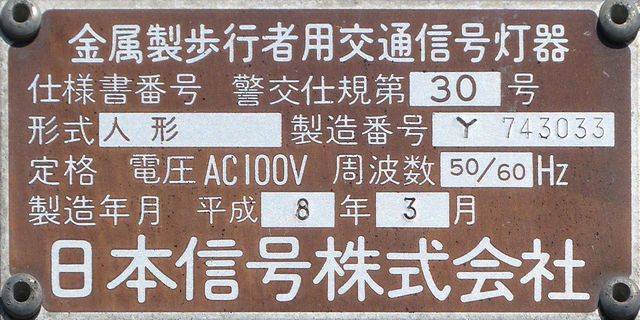 金属製歩行者用交通信号灯器
仕様書番号 警交仕規第 30 号
形式 人形 製造番号 Y 743033
定格 電圧 AC100V 周波数 50/60 Hz
製造年月 平成 8 年 3 月
日本信号株式会社